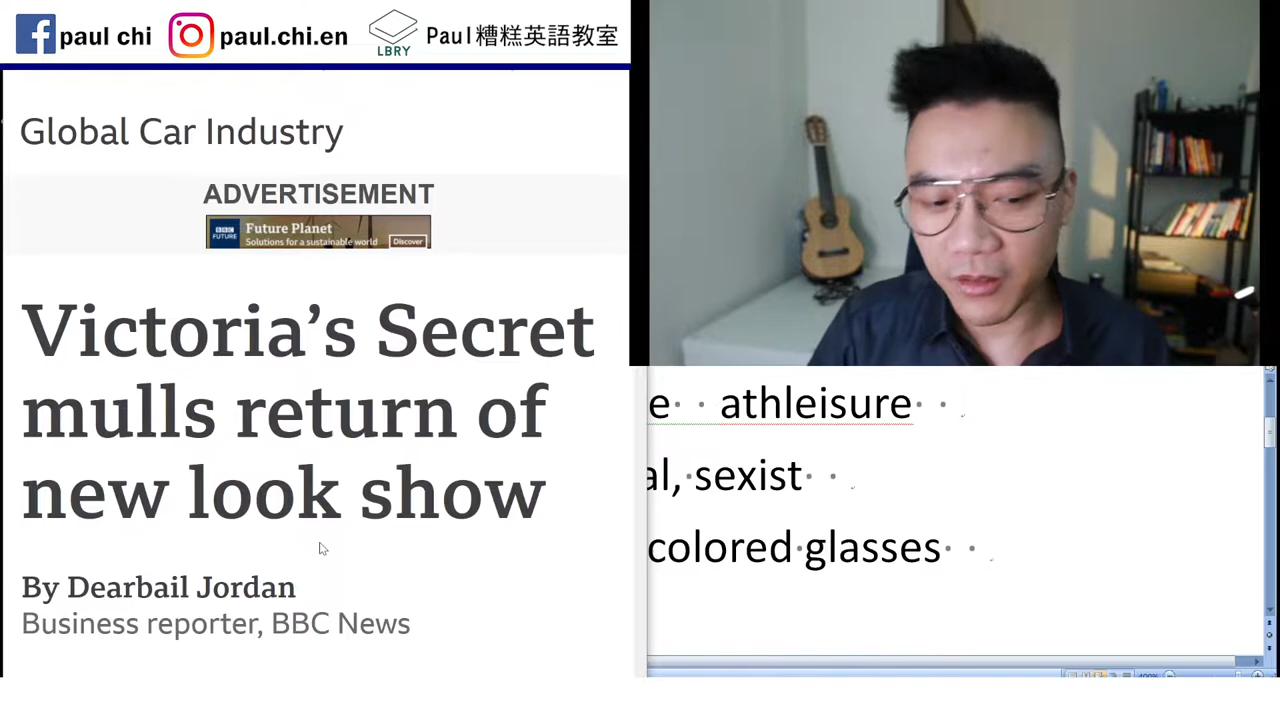 paul chi paul.chi.en LBRY Paul糟糕英語教室
Global Car Industry
ADVERTISEMENT
BBC FUTURE
Future Planet
Solutions for a sustainable world
Discover
Victoria's Secret
mulls return of
new look show
By Dearbail Jordan
Business reporter, BBC News
e athleisure
al, sexist
colored glasses